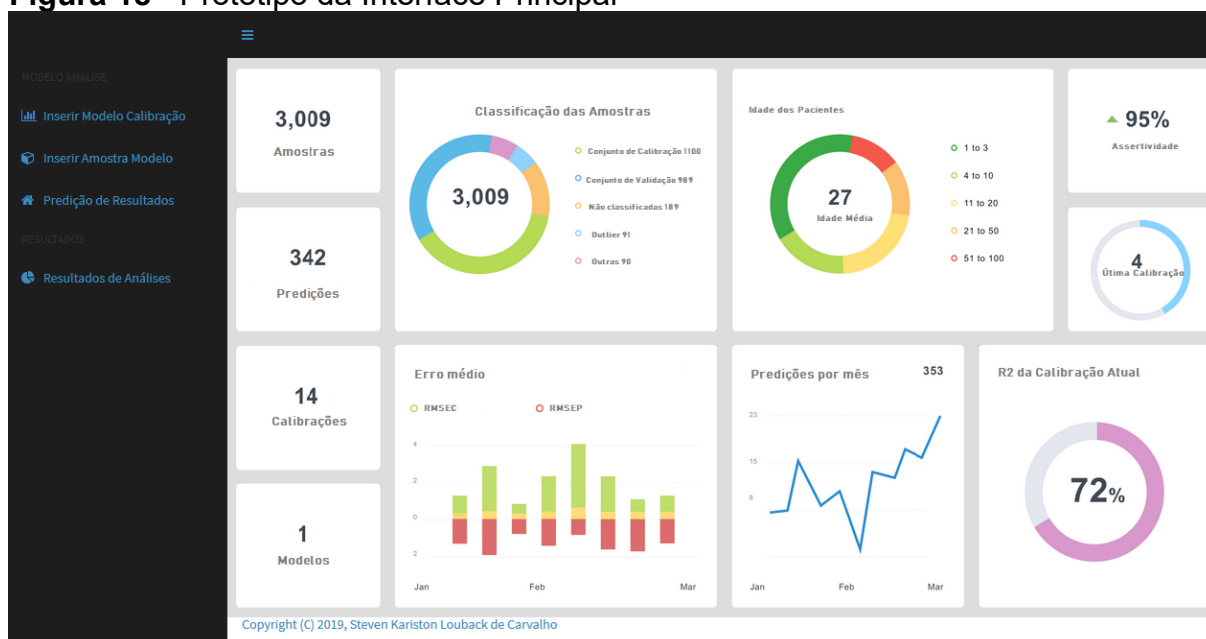 Figura 16 - Protótipo da Interface Principal
MODELO ANÁLISE
Inserir Modelo Calibração
Inserir Amostra Modelo
Predição de Resultados
RESULTADOS
Resultados de Análises
3,009
Amostras
342
Predições
14
Calibrações
1
Modelos
Classificação das Amostras
3,009
Conjunto de Calibração 1100
Conjunto de Validação 989
Não classificadas 189
Outlier 91
Outras 90
Idade dos Pacientes
27
Idade Média
1 to 3
4 to 10
11 to 20
21 to 50
51 to 100
95%
Assertividade
4
Útima Calibração
Erro médio
RMSEC
RMSEP
4
2
0
2
Jan
Feb
Mar
Predições por mês
353
23
15
8
Jan
Feb
Mar
R2 da Calibração Atual
72%
Copyright (C) 2019, Steven Kariston Louback de Carvalho